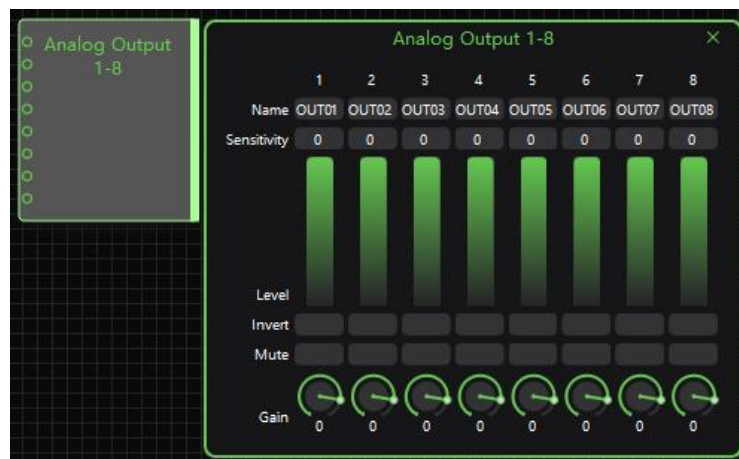 Analog Output
1-8
Analog Output 1-8
1 2 3 4 5 6 7 8
Name OUT01 OUT02 OUT03 OUT04 OUT05 OUT06 OUT07 OUT08
Sensitivity 0 0 0 0 0 0 0 0
Level
Invert
Mute
Gain 0 0 0 0 0 0 0 0